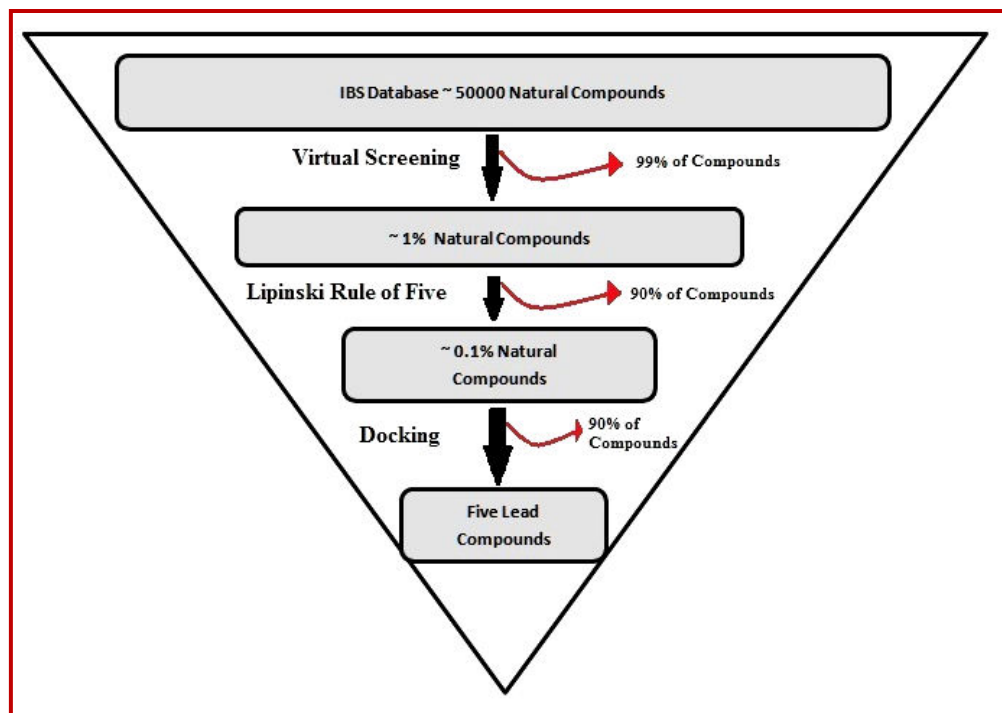 IBS Database ~ 50000 Natural Compounds
Virtual Screening
99% of Compounds
~ 1% Natural Compounds
Lipinski Rule of Five
90% of Compounds
~ 0.1% Natural
Compounds
Docking
90% of
Compounds
Five Lead
Compounds